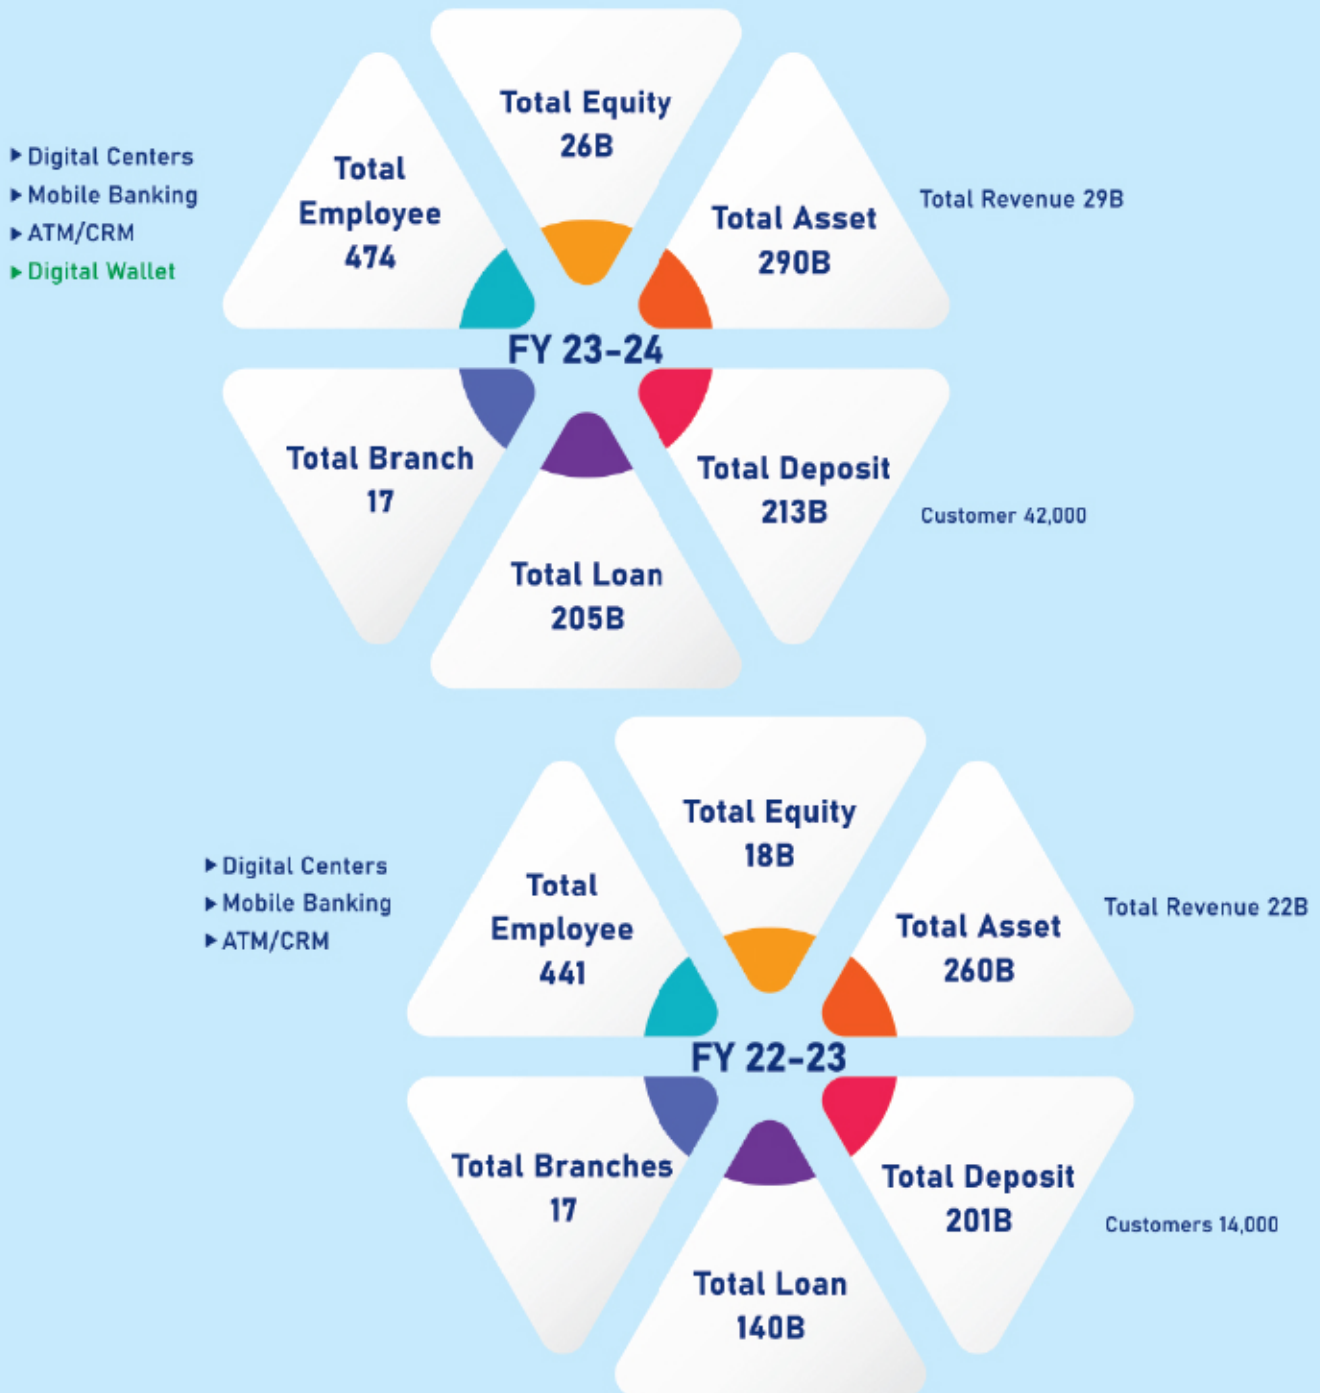 Total Equity
26B
Total
Employee
474
Total Asset
290B
▸ Digital Centers
▸ Mobile Banking
▸ ATM/CRM
▸ Digital Wallet
Total Revenue 29B
FY 23-24
Total Branch
17
Total Loan
205B
Total Deposit
213B
Customer 42,000
Total Equity
18B
Total
Employee
441
Total Asset
260B
▸ Digital Centers
▸ Mobile Banking
▸ ATM/CRM
Total Revenue 22B
FY 22-23
Total Branches
17
Total Loan
140B
Total Deposit
201B
Customers 14,000